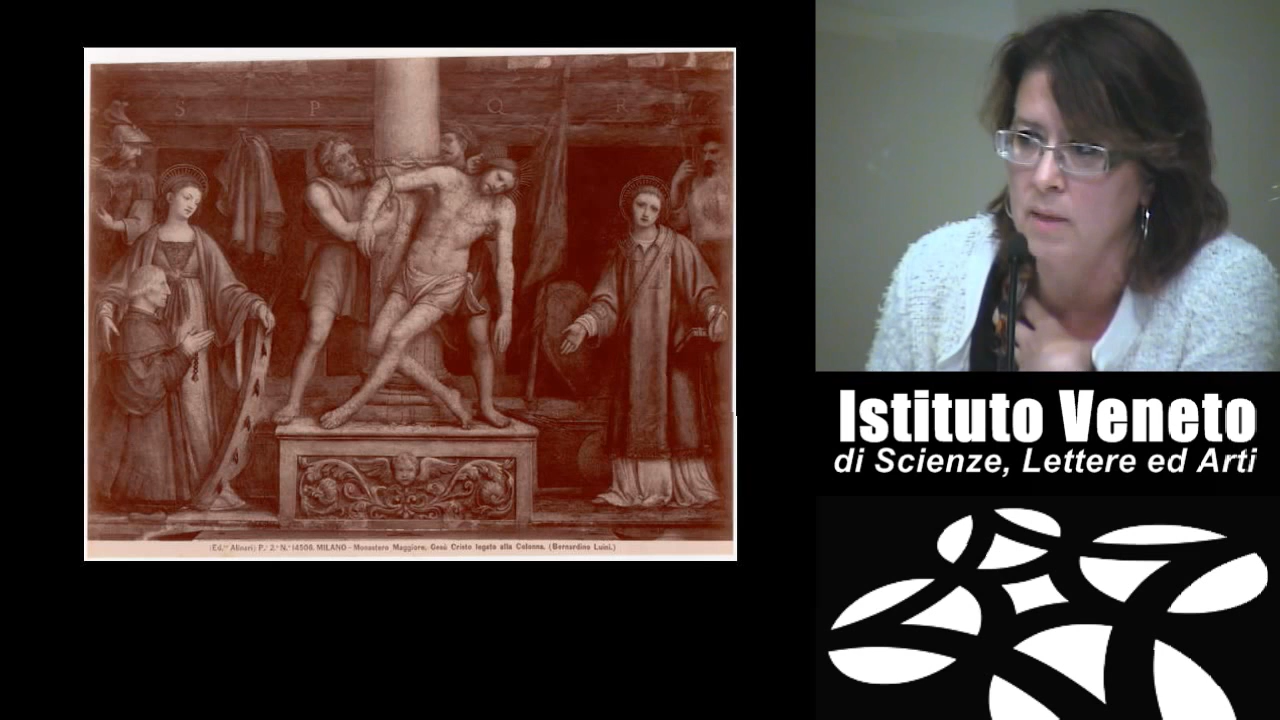 S P Q R
(Ed.ni Alinari) P.e 2.a N.o 14506. MILANO - Monastero Maggiore. Gesù Cristo legato alla Colonna. (Bernardino Luini.)
Istituto Veneto
di Scienze, Lettere ed Arti